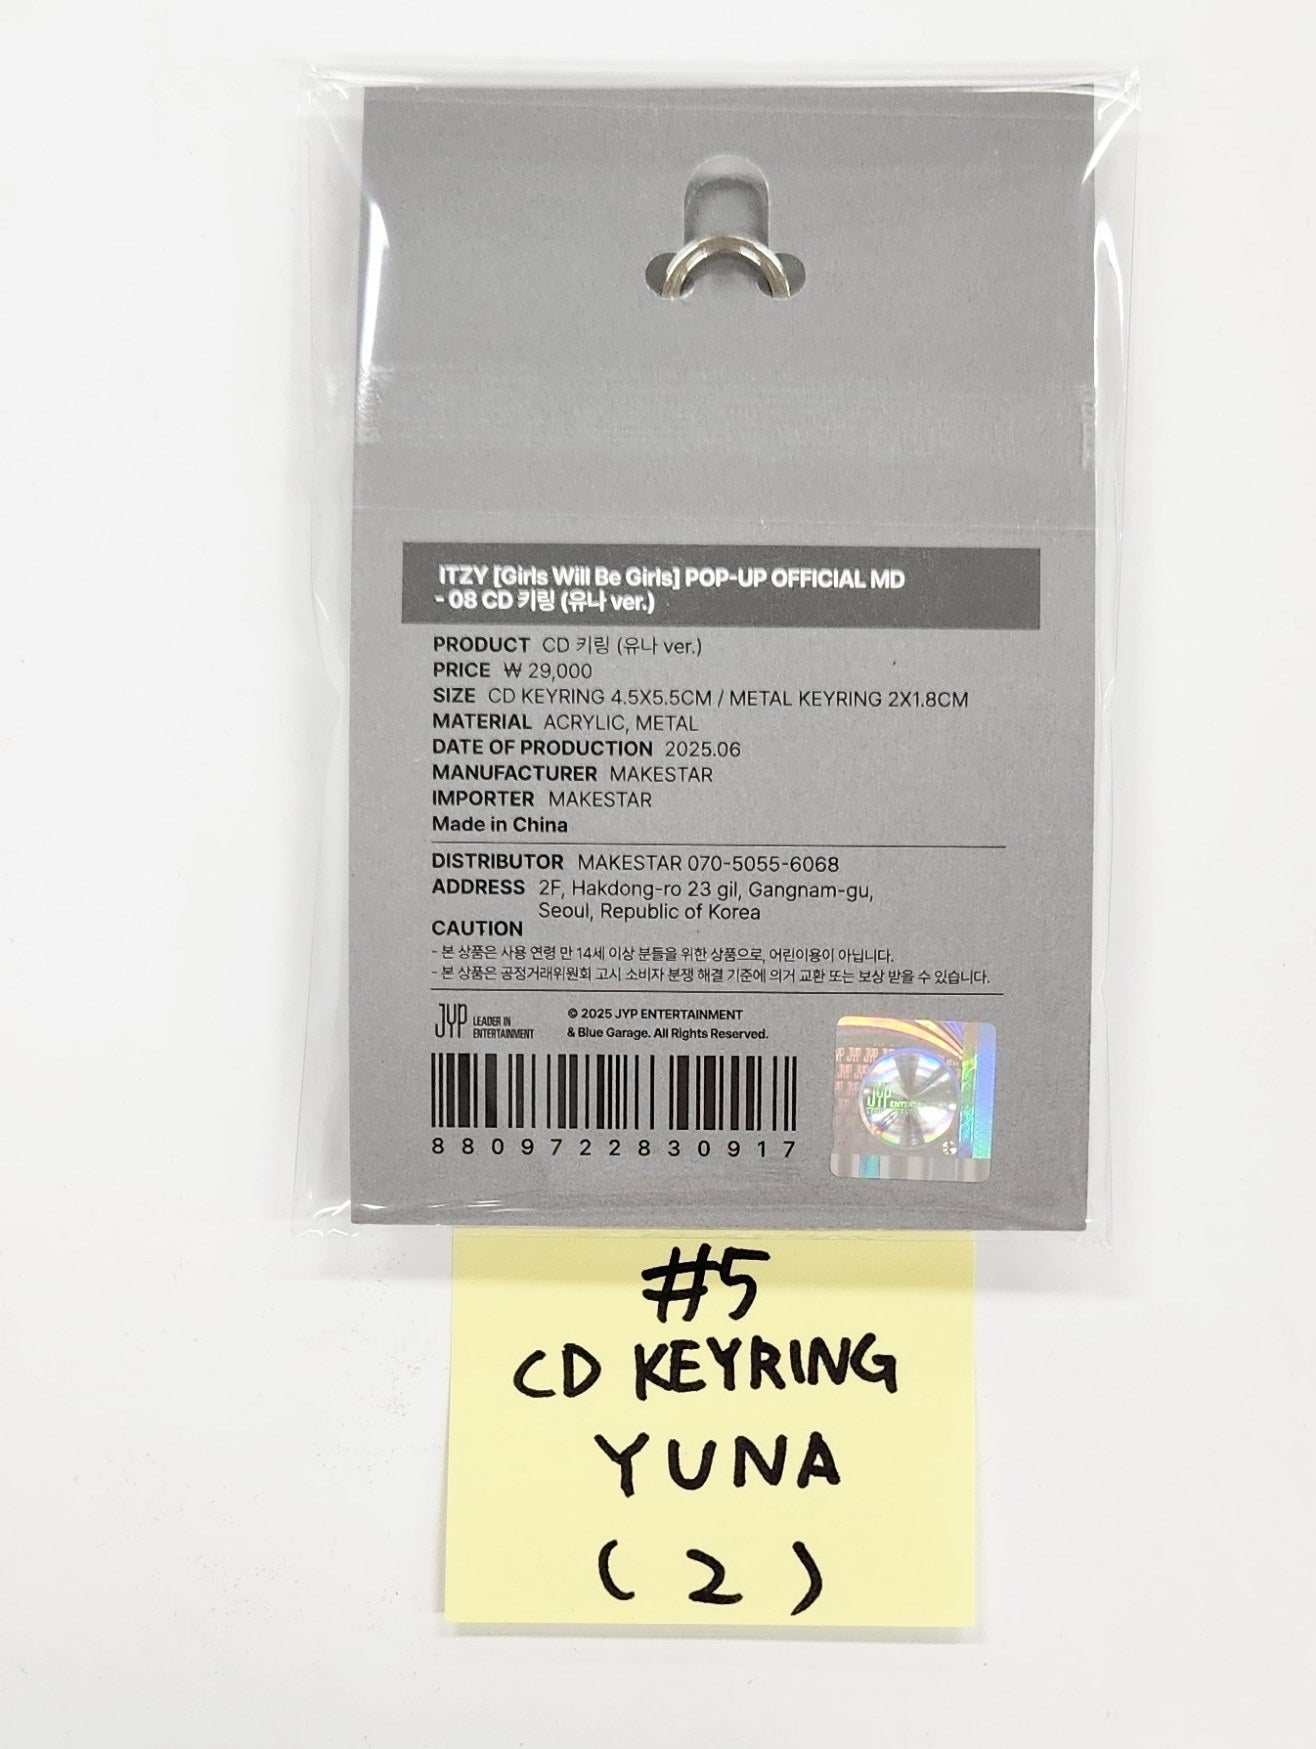 ITZY [Girls Will Be Girls] POP-UP OFFICIAL MD
- 08 CD 키링 (유나 ver.)
PRODUCT CD 키링 (유나 ver.)
PRICE ₩ 29,000
SIZE CD KEYRING 4.5X5.5CM / METAL KEYRING 2X1.8CM
MATERIAL ACRYLIC, METAL
DATE OF PRODUCTION 2025.06
MANUFACTURER MAKESTAR
IMPORTER MAKESTAR
Made in China
DISTRIBUTOR MAKESTAR 070-5055-6068
ADDRESS 2F, Hakdong-ro 23 gil, Gangnam-gu,
Seoul, Republic of Korea
CAUTION
- 본 상품은 사용 연령 만 14세 이상 분들을 위한 상품으로, 어린이용이 아닙니다.
- 본 상품은 공정거래위원회 고시 소비자 분쟁 해결 기준에 의거 교환 또는 보상 받을 수 있습니다.
JYP LEADER IN
ENTERTAINMENT
© 2025 JYP ENTERTAINMENT
& Blue Garage. All Rights Reserved.
8809722830917
JYP
#5
CD KEYRING
YUNA
(2)